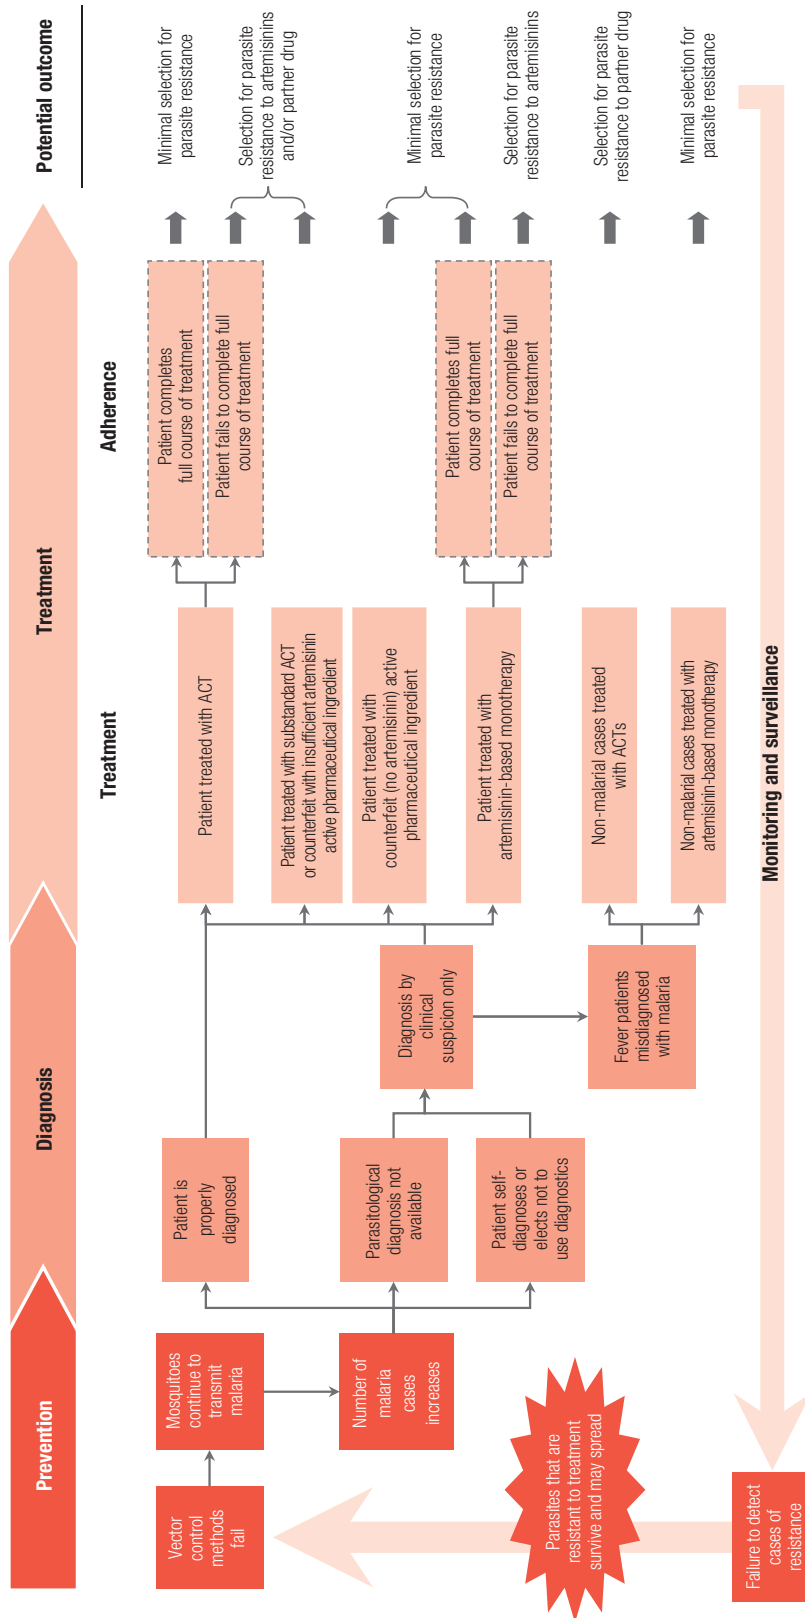 Prevention
Diagnosis
Treatment
Potential outcome
Treatment
Adherence
Vector
control
methods
fail
Mosquitoes
continue to
transmit
malaria
Number of
malaria
cases
increases
Patient is
properly
diagnosed
Parasitological
diagnosis not
available
Patient self-
diagnoses or
elects not to
use diagnostics
Diagnosis by
clinical
suspicion only
Fever patients
misdiagnosed
with malaria
Patient treated with ACT
Patient treated with substandard ACT
or counterfeit with insufficient artemisinin
active pharmaceutical ingredient
Patient treated with
counterfeit (no artemisinin) active
pharmaceutical ingredient
Patient treated with
artemisinin-based monotherapy
Non-malarial cases treated
with ACTs
Non-malarial cases treated with
artemisinin-based monotherapy
Patient completes
full course of treatment
Patient fails to complete full
course of treatment
Patient completes full
course of treatment
Patient fails to complete full
course of treatment
Minimal selection for
parasite resistance
Selection for parasite
resistance to artemisinins
and/or partner drug
Minimal selection for
parasite resistance
Selection for parasite
resistance to artemisinins
Selection for parasite
resistance to partner drug
Minimal selection for
parasite resistance
Parasites that are
resistant to treatment
survive and may spread
Monitoring and surveillance
Failure to detect
cases of
resistance